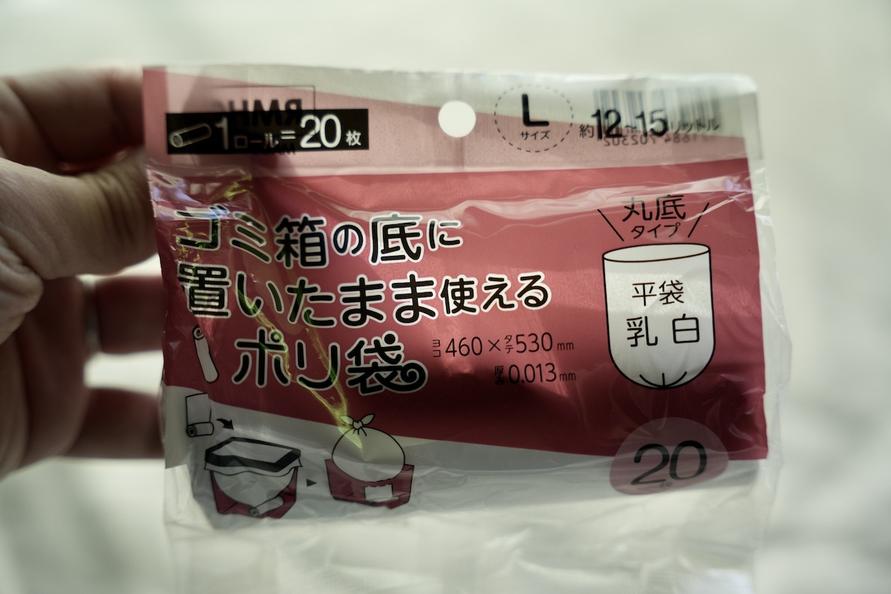 1ロール=20枚
L
サイズ
約12~15リットル
ゴミ箱の底に
置いたまま使える
ポリ袋
ヨコ460×タテ530mm
厚み0.013mm
丸底
タイプ
平袋
乳白
20